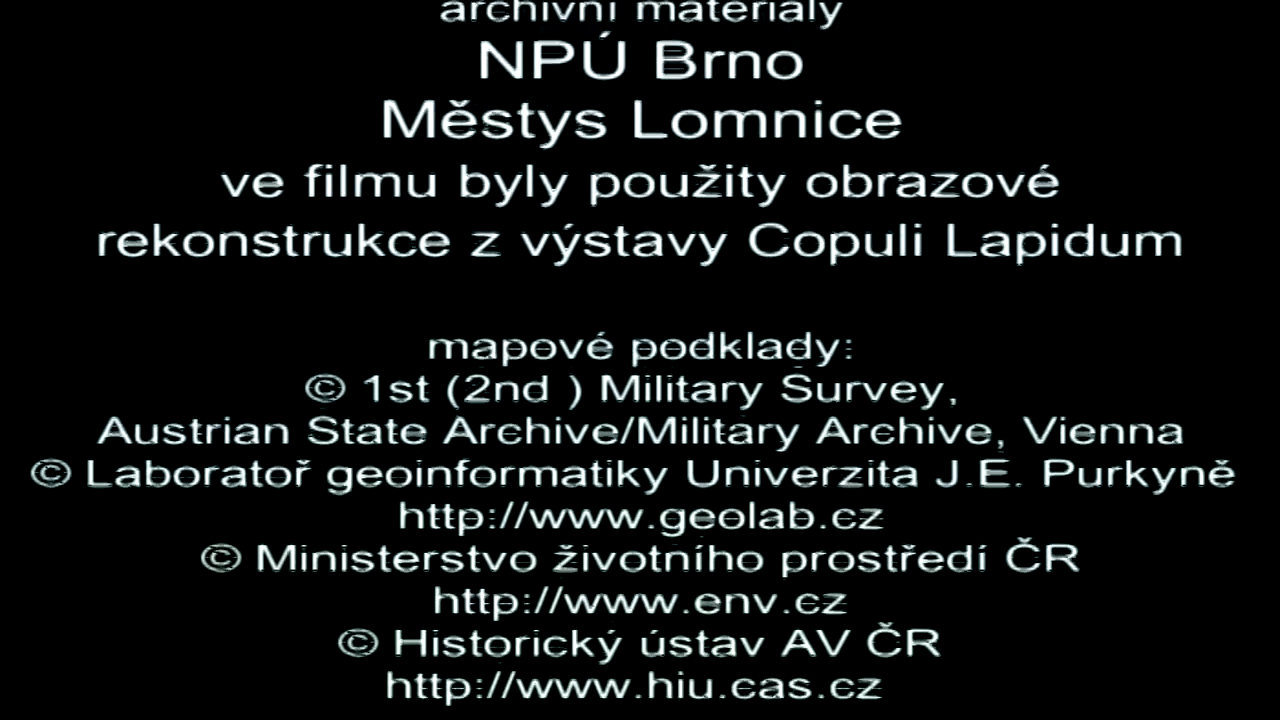 archivní materiály
NPÚ Brno
Městys Lomnice
ve filmu byly použity obrazové
rekonstrukce z výstavy Copuli Lapidum
mapové podklady:
© 1st (2nd ) Military Survey,
Austrian State Archive/Military Archive, Vienna
© Laboratoř geoinformatiky Univerzita J.E. Purkyně
http://www.geolab.cz
© Ministerstvo životního prostředí ČR
http://www.env.cz
© Historický ústav AV ČR
http://www.hiu.cas.cz